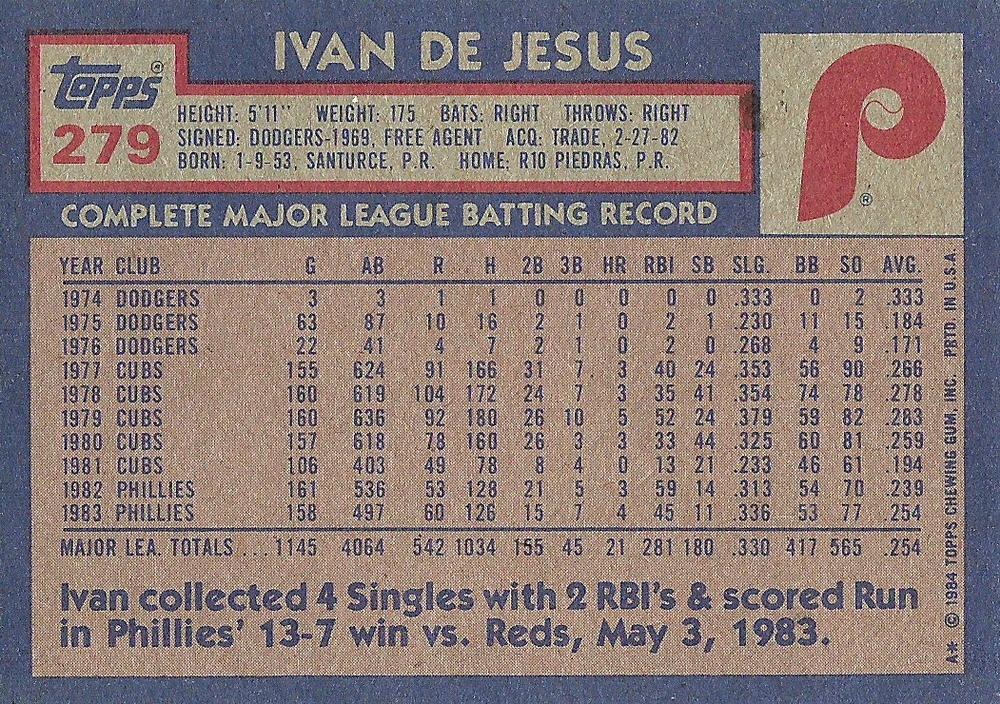 IVAN DE JESUS
Topps®
279
HEIGHT: 5'11" WEIGHT: 175 BATS: RIGHT THROWS: RIGHT
SIGNED: DODGERS-1969, FREE AGENT ACQ: TRADE, 2-27-82
BORN: 1-9-53, SANTURCE, P.R. HOME: R10 PIEDRAS, P.R.
P ®
COMPLETE MAJOR LEAGUE BATTING RECORD
YEAR CLUB G AB R H 2B 3B HR RBI SB SLG. BB SO AVG.
1974 DODGERS 3 3 1 1 0 0 0 0 0 .333 0 2 .333
1975 DODGERS 63 87 10 16 2 1 0 2 1 .230 11 15 .184
1976 DODGERS 22 41 4 7 2 1 0 2 0 .268 4 9 .171
1977 CUBS 155 624 91 166 31 7 3 40 24 .353 56 90 .266
1978 CUBS 160 619 104 172 24 7 3 35 41 .354 74 78 .278
1979 CUBS 160 636 92 180 26 10 5 52 24 .379 59 82 .283
1980 CUBS 157 618 78 160 26 3 3 33 44 .325 60 81 .259
1981 CUBS 106 403 49 78 8 4 0 13 21 .233 46 61 .194
1982 PHILLIES 161 536 53 128 21 5 3 59 14 .313 54 70 .239
1983 PHILLIES 158 497 60 126 15 7 4 45 11 .336 53 77 .254
MAJOR LEA. TOTALS ... 1145 4064 542 1034 155 45 21 281 180 .330 417 565 .254
Ivan collected 4 Singles with 2 RBI's & scored Run
in Phillies' 13-7 win vs. Reds, May 3, 1983.
A* © 1984 TOPPS CHEWING GUM, INC. PRTD. IN U.S.A.